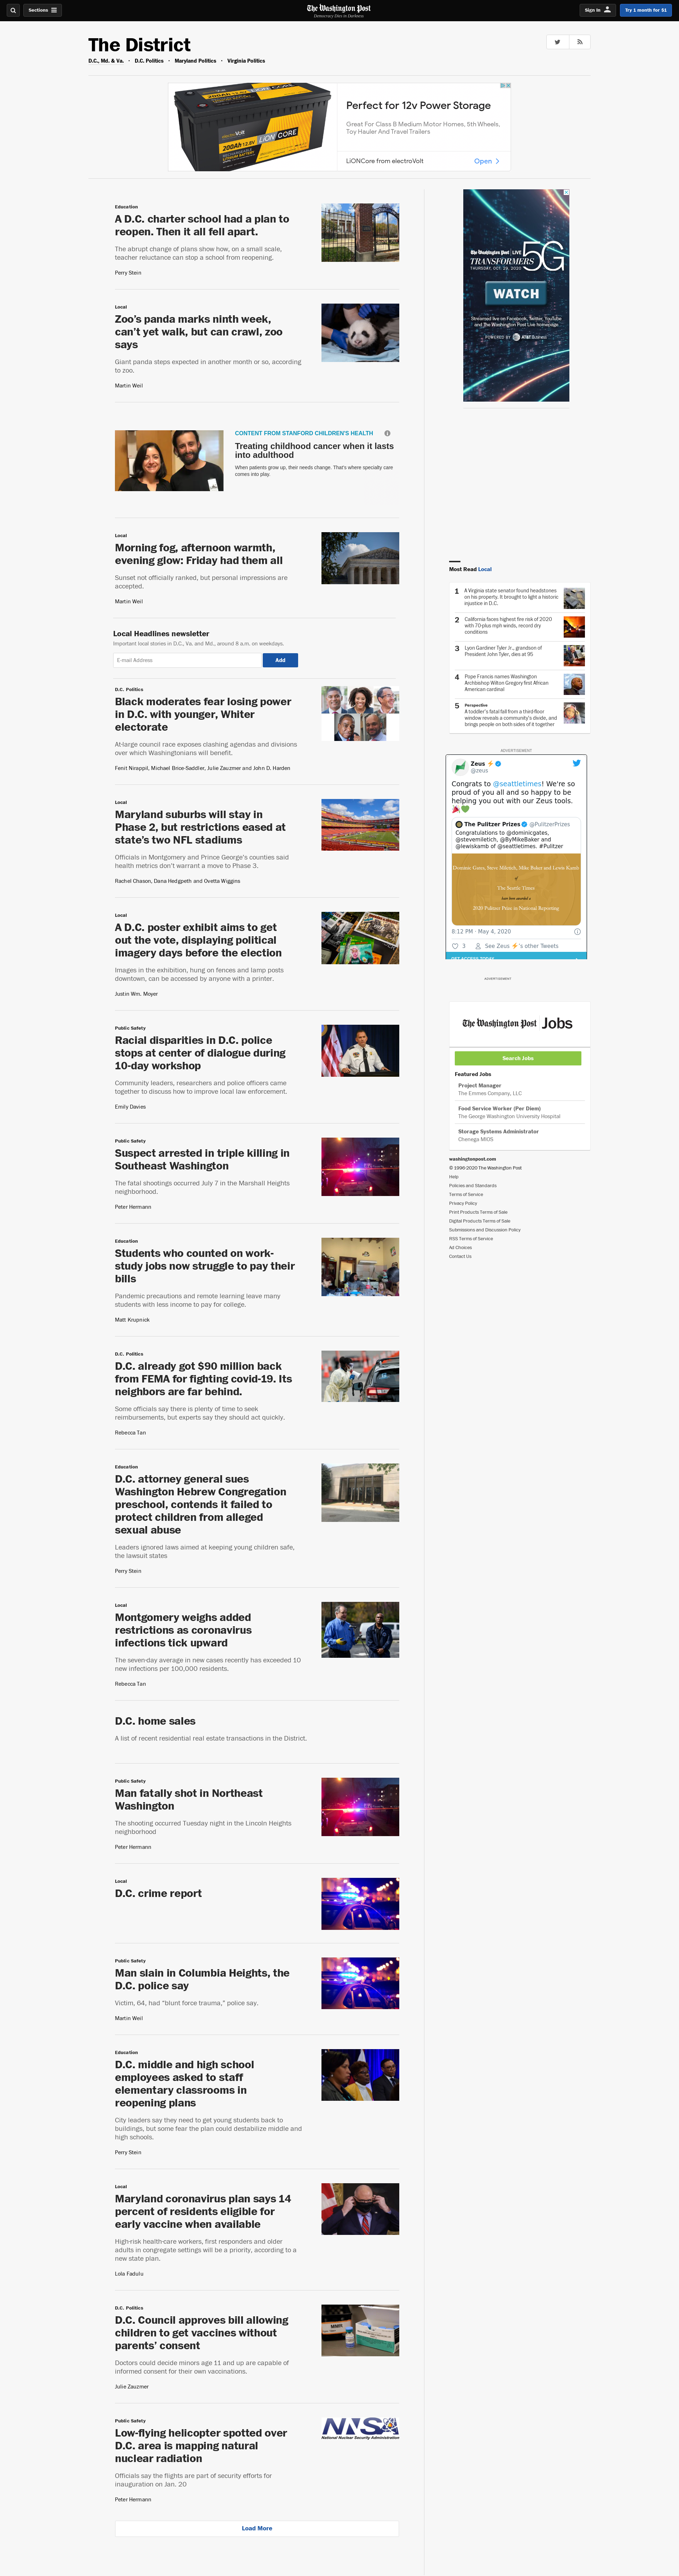 Sections
The Washington Post
Democracy Dies in Darkness
Sign In
Try 1 month for $1
The District
D.C., Md. & Va. • D.C. Politics • Maryland Politics • Virginia Politics
200Ah 12.8V LION CORE
Perfect for 12v Power Storage
Great For Class B Medium Motor Homes, 5th Wheels,
Toy Hauler And Travel Trailers
LiONCore from electroVolt
Open
Education
A D.C. charter school had a plan to
reopen. Then it all fell apart.
The abrupt change of plans show how, on a small scale,
teacher reluctance can stop a school from reopening.
Perry Stein
Local
Zoo’s panda marks ninth week,
can’t yet walk, but can crawl, zoo
says
Giant panda steps expected in another month or so, according
to zoo.
Martin Weil
CONTENT FROM STANFORD CHILDREN'S HEALTH
Treating childhood cancer when it lasts
into adulthood
When patients grow up, their needs change. That's where specialty care
comes into play.
Local
Morning fog, afternoon warmth,
evening glow: Friday had them all
Sunset not officially ranked, but personal impressions are
accepted.
Martin Weil
Local Headlines newsletter
Important local stories in D.C., Va. and Md., around 8 a.m. on weekdays.
E-mail Address
Add
D.C. Politics
Black moderates fear losing power
in D.C. with younger, Whiter
electorate
At-large council race exposes clashing agendas and divisions
over which Washingtonians will benefit.
Fenit Nirappil, Michael Brice-Saddler, Julie Zauzmer and John D. Harden
Local
Maryland suburbs will stay in
Phase 2, but restrictions eased at
state’s two NFL stadiums
Officials in Montgomery and Prince George’s counties said
health metrics don’t warrant a move to Phase 3.
Rachel Chason, Dana Hedgpeth and Ovetta Wiggins
Local
A D.C. poster exhibit aims to get
out the vote, displaying political
imagery days before the election
Images in the exhibition, hung on fences and lamp posts
downtown, can be accessed by anyone with a printer.
Justin Wm. Moyer
Public Safety
Racial disparities in D.C. police
stops at center of dialogue during
10-day workshop
Community leaders, researchers and police officers came
together to discuss how to improve local law enforcement.
Emily Davies
Public Safety
Suspect arrested in triple killing in
Southeast Washington
The fatal shootings occurred July 7 in the Marshall Heights
neighborhood.
Peter Hermann
Education
Students who counted on work-
study jobs now struggle to pay their
bills
Pandemic precautions and remote learning leave many
students with less income to pay for college.
Matt Krupnick
D.C. Politics
D.C. already got $90 million back
from FEMA for fighting covid-19. Its
neighbors are far behind.
Some officials say there is plenty of time to seek
reimbursements, but experts say they should act quickly.
Rebecca Tan
Education
D.C. attorney general sues
Washington Hebrew Congregation
preschool, contends it failed to
protect children from alleged
sexual abuse
Leaders ignored laws aimed at keeping young children safe,
the lawsuit states
Perry Stein
Local
Montgomery weighs added
restrictions as coronavirus
infections tick upward
The seven-day average in new cases recently has exceeded 10
new infections per 100,000 residents.
Rebecca Tan
D.C. home sales
A list of recent residential real estate transactions in the District.
Public Safety
Man fatally shot in Northeast
Washington
The shooting occurred Tuesday night in the Lincoln Heights
neighborhood
Peter Hermann
Local
D.C. crime report
Public Safety
Man slain in Columbia Heights, the
D.C. police say
Victim, 64, had “blunt force trauma,” police say.
Martin Weil
Education
D.C. middle and high school
employees asked to staff
elementary classrooms in
reopening plans
City leaders say they need to get young students back to
buildings, but some fear the plan could destabilize middle and
high schools.
Perry Stein
Local
Maryland coronavirus plan says 14
percent of residents eligible for
early vaccine when available
High-risk health-care workers, first responders and older
adults in congregate settings will be a priority, according to a
new state plan.
Lola Fadulu
D.C. Politics
D.C. Council approves bill allowing
children to get vaccines without
parents’ consent
Doctors could decide minors age 11 and up are capable of
informed consent for their own vaccinations.
Julie Zauzmer
Public Safety
Low-flying helicopter spotted over
D.C. area is mapping natural
nuclear radiation
Officials say the flights are part of security efforts for
inauguration on Jan. 20
Peter Hermann
NNSA
National Nuclear Security Administration
Load More
The Washington Post LIVE
TRANSFORMERS 5G
THURSDAY, OCT. 29, 2020
WATCH
Streamed live on Facebook, Twitter, YouTube
and The Washington Post Live homepage
POWERED BY AT&T Business
Most Read Local
1 A Virginia state senator found headstones
on his property. It brought to light a historic
injustice in D.C.
2 California faces highest fire risk of 2020
with 70-plus mph winds, record dry
conditions
3 Lyon Gardiner Tyler Jr., grandson of
President John Tyler, dies at 95
4 Pope Francis names Washington
Archbishop Wilton Gregory first African
American cardinal
5 Perspective
A toddler’s fatal fall from a third-floor
window reveals a community’s divide, and
brings people on both sides of it together
ADVERTISEMENT
Zeus
@zeus
Congrats to @seattletimes! We're so
proud of you all and so happy to be
helping you out with our Zeus tools.
The Pulitzer Prizes @PulitzerPrizes
Congratulations to @dominicgates,
@stevemiletich, @ByMikeBaker and
@lewiskamb of @seattletimes. #Pulitzer
Dominic Gates, Steve Miletich, Mike Baker and Lewis Kamb
of
The Seattle Times
have been awarded a
2020 Pulitzer Prize in National Reporting
8:12 PM · May 4, 2020
3 See Zeus ⚡'s other Tweets
GET ACCESS TODAY
ADVERTISEMENT
The Washington Post Jobs
Search Jobs
Featured Jobs
Project Manager
The Emmes Company, LLC
Food Service Worker (Per Diem)
The George Washington University Hospital
Storage Systems Administrator
Chenega MIOS
washingtonpost.com
© 1996-2020 The Washington Post
Help
Policies and Standards
Terms of Service
Privacy Policy
Print Products Terms of Sale
Digital Products Terms of Sale
Submissions and Discussion Policy
RSS Terms of Service
Ad Choices
Contact Us